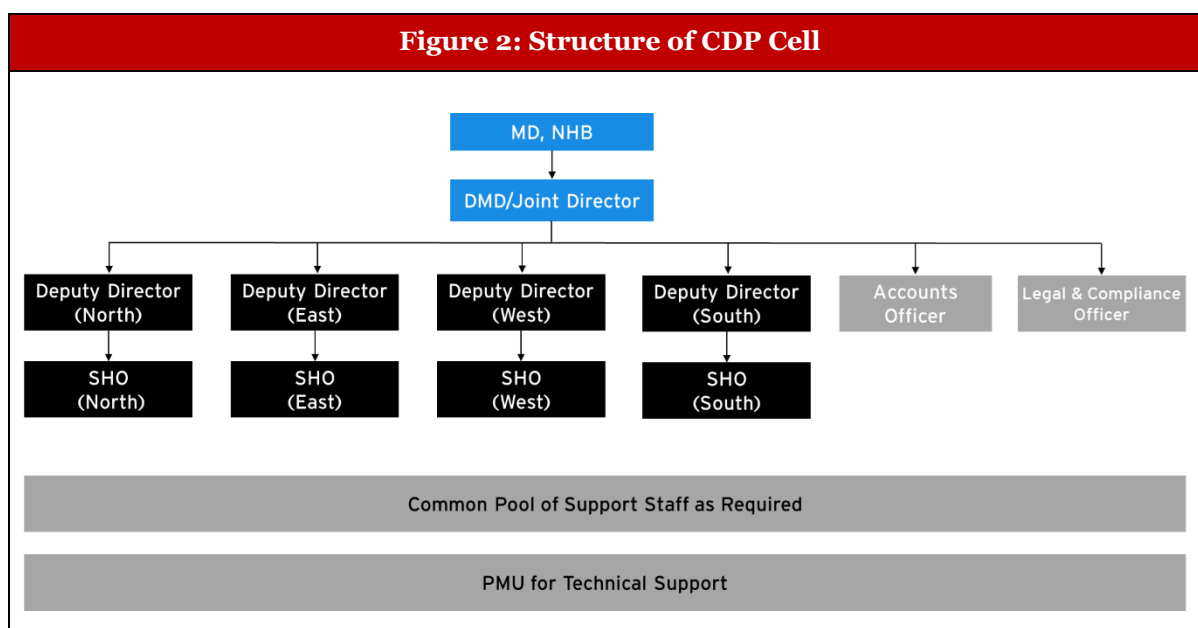 Figure 2: Structure of CDP Cell
MD, NHB
DMD/Joint Director
Deputy Director
(North)
Deputy Director
(East)
Deputy Director
(West)
Deputy Director
(South)
Accounts
Officer
Legal & Compliance
Officer
SHO
(North)
SHO
(East)
SHO
(West)
SHO
(South)
Common Pool of Support Staff as Required
PMU for Technical Support